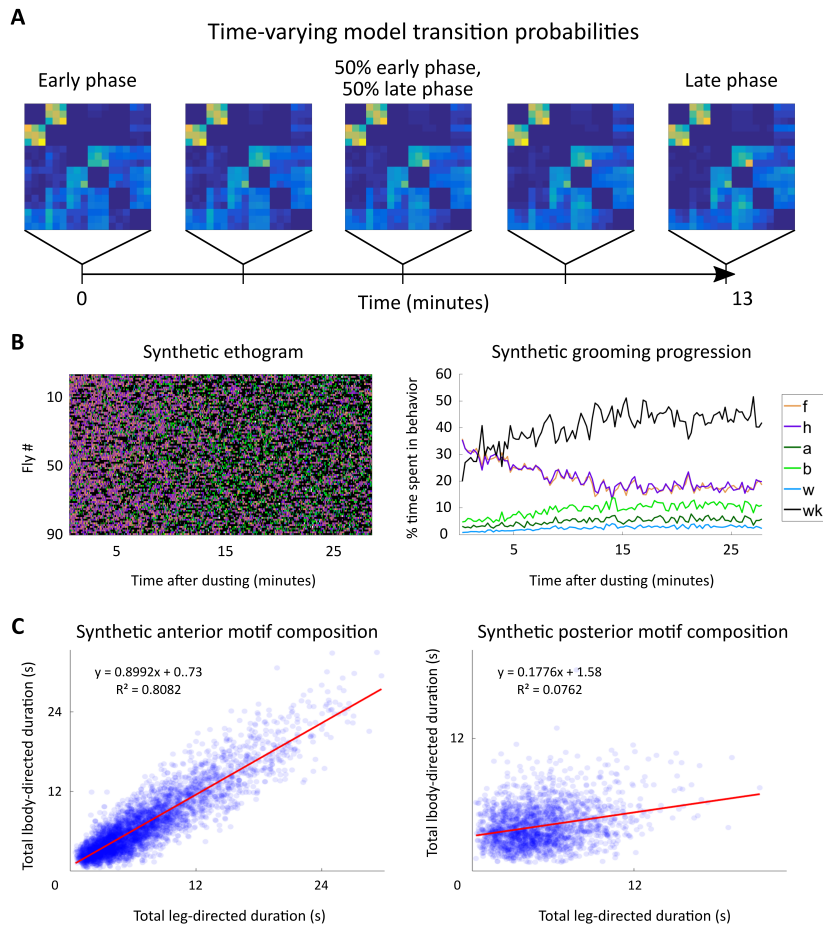 A
Time-varying model transition probabilities
Early phase
50% early phase,
50% late phase
Late phase
0
Time (minutes)
13
B
Synthetic ethogram
Fly #
10
50
90
5
15
25
Time after dusting (minutes)
Synthetic grooming progression
% time spent in behavior
60
50
40
30
20
10
0
5
15
25
Time after dusting (minutes)
f
h
a
b
w
wk
C
Synthetic anterior motif composition
y = 0.8992x + 0..73
R² = 0.8082
Total lbody-directed duration (s)
24
12
0
12
24
Total leg-directed duration (s)
Synthetic posterior motif composition
y = 0.1776x + 1.58
R² = 0.0762
Total lbody-directed duration (s)
12
0
12
Total leg-directed duration (s)